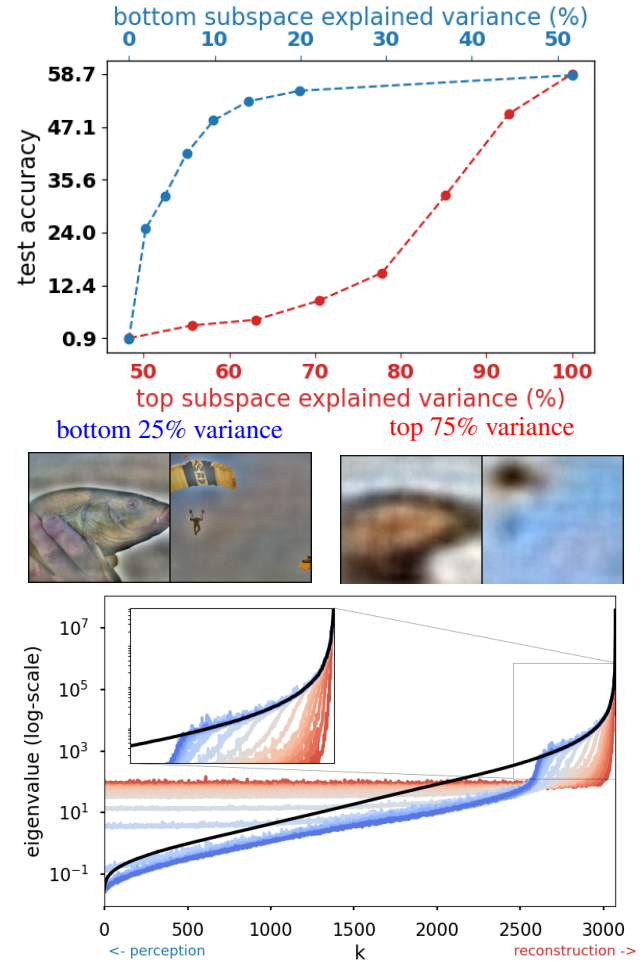 bottom subspace explained variance (%)
0 10 20 30 40 50
58.7
47.1
35.6
24.0
12.4
0.9
test accuracy
50 60 70 80 90 100
top subspace explained variance (%)
bottom 25% variance
top 75% variance
10^7
10^5
10^3
10^1
10^-1
eigenvalue (log-scale)
0 500 1000 1500 2000 2500 3000
<- perception
k
reconstruction ->